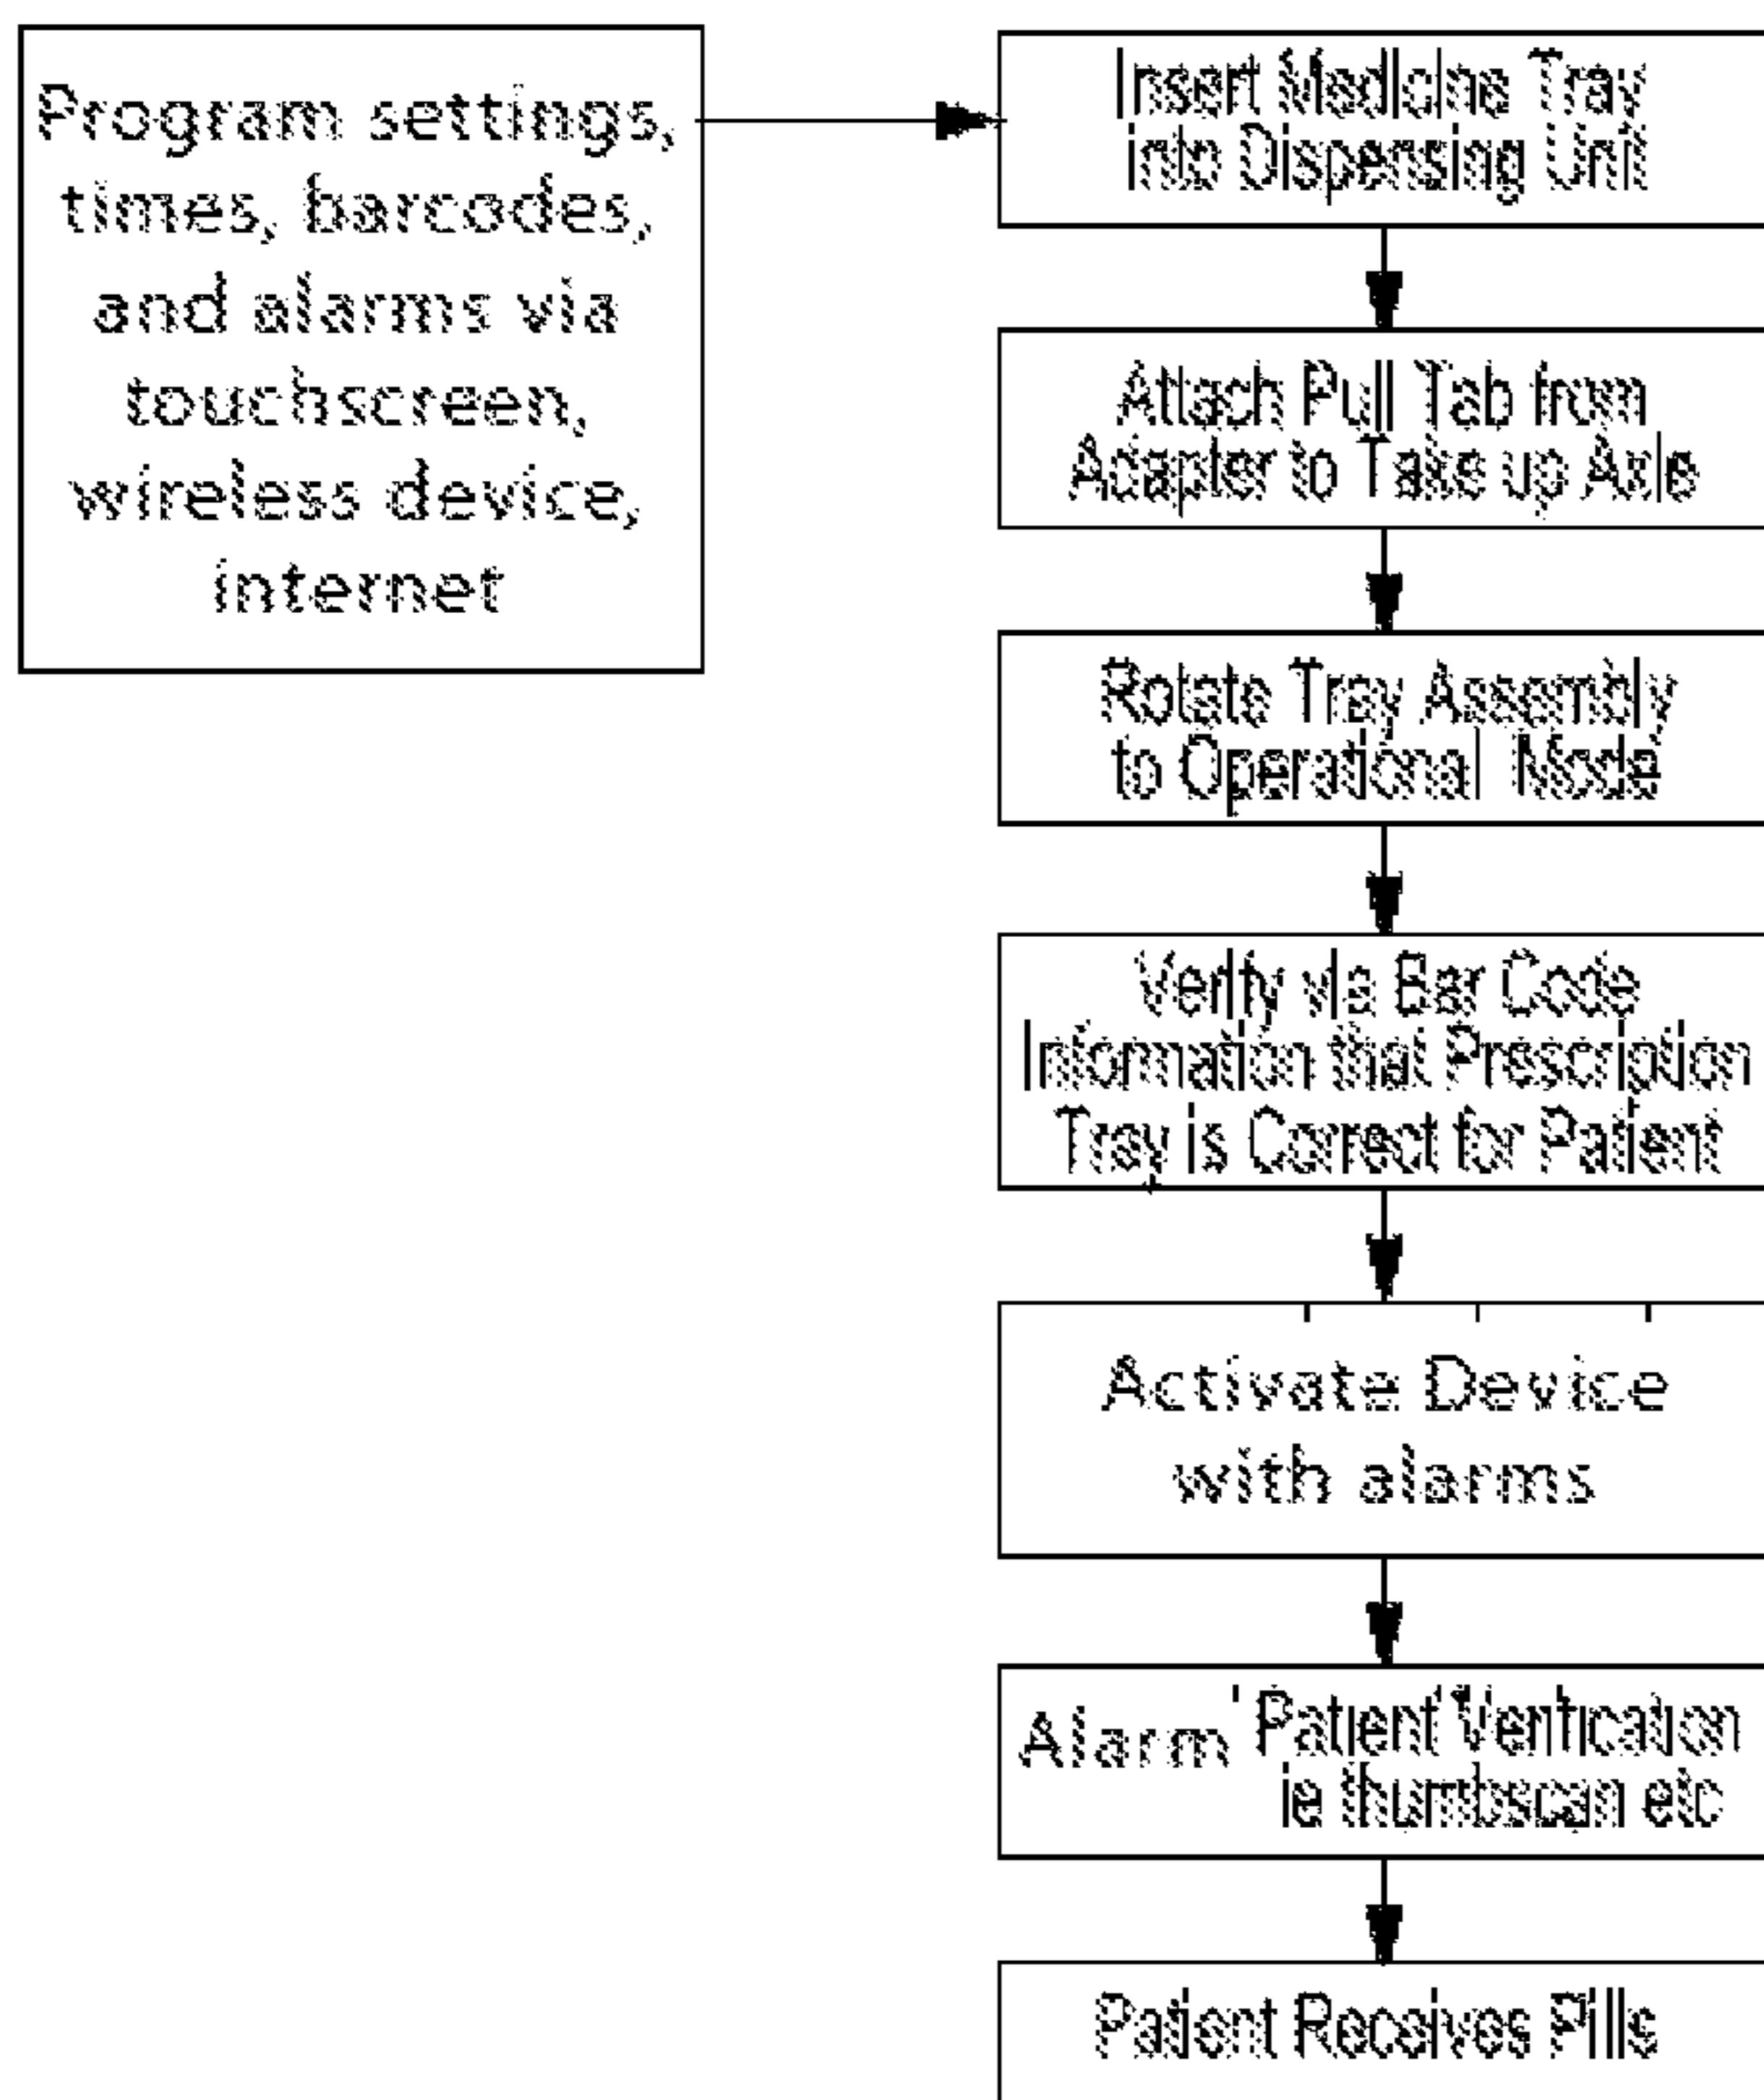 Program settings,
times, barcodes,
and alarms via
touchscreen,
wireless device,
internet
Insert Medicine Tray
into Dispensing Unit
Attach Pull Tab from
Adapter to Take up Axle
Rotate Tray Assembly
to Operational Mode
Verify via Bar Code
Information that Prescription
Tray is Correct for Patient
Activate Device
with alarms
Alarm Patient Verification
ie thumbscan etc
Patient Receives Pills